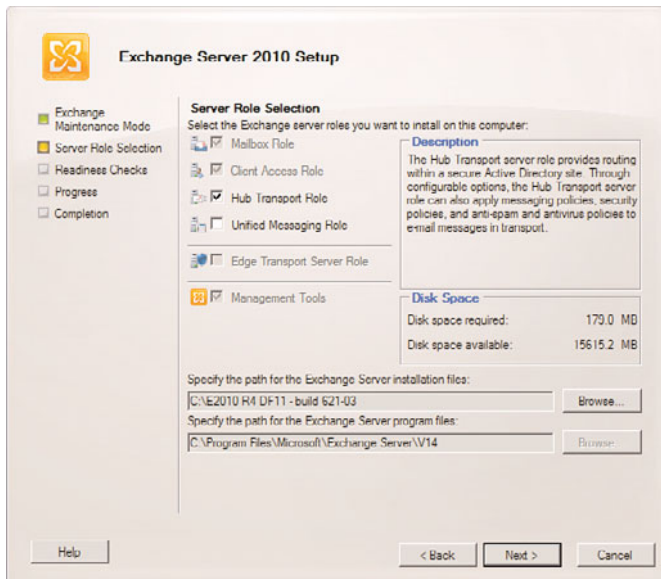 Exchange Server 2010 Setup
Exchange
Maintenance Mode
Server Role Selection
Readiness Checks
Progress
Completion
Server Role Selection
Select the Exchange server roles you want to install on this computer:
Mailbox Role
Client Access Role
Hub Transport Role
Unified Messaging Role
Edge Transport Server Role
Management Tools
Description
The Hub Transport server role provides routing
within a secure Active Directory site. Through
configurable options, the Hub Transport server
role can also apply messaging policies, security
policies, and anti-spam and antivirus policies to
e-mail messages in transport.
Disk Space
Disk space required: 179.0 MB
Disk space available: 15615.2 MB
Specify the path for the Exchange Server installation files:
C:\E2010 R4 DF11 - build 621-03
Browse...
Specify the path for the Exchange Server program files:
C:\Program Files\Microsoft\Exchange Server\V14
Browse...
Help
< Back
Next >
Cancel